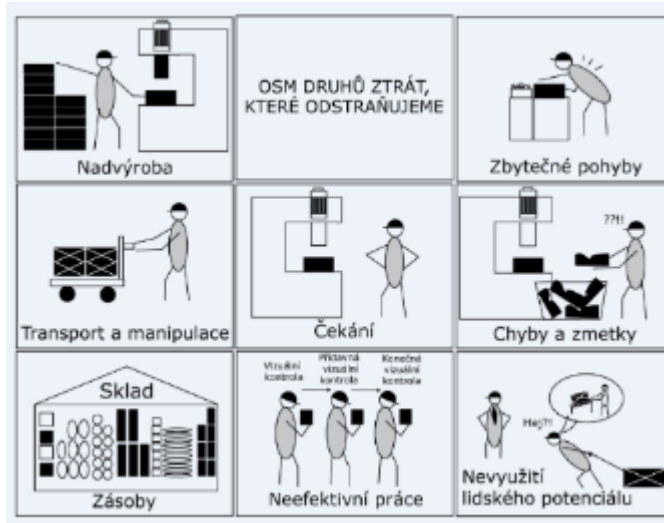 Nadvýroba
OSM DRUHŮ ZTRÁT,
KTERÉ ODSTRAŇUJEME
Zbytečné pohyby
Transport a manipulace
Čekání
??!!
Chyby a zmetky
Sklad
Zásoby
Vizuální
kontrola
Přídavná
vizuální
kontrola
Konečná
vizuální
kontrola
Neefektivní práce
Hej?!
Nevyužití
lidského potenciálu